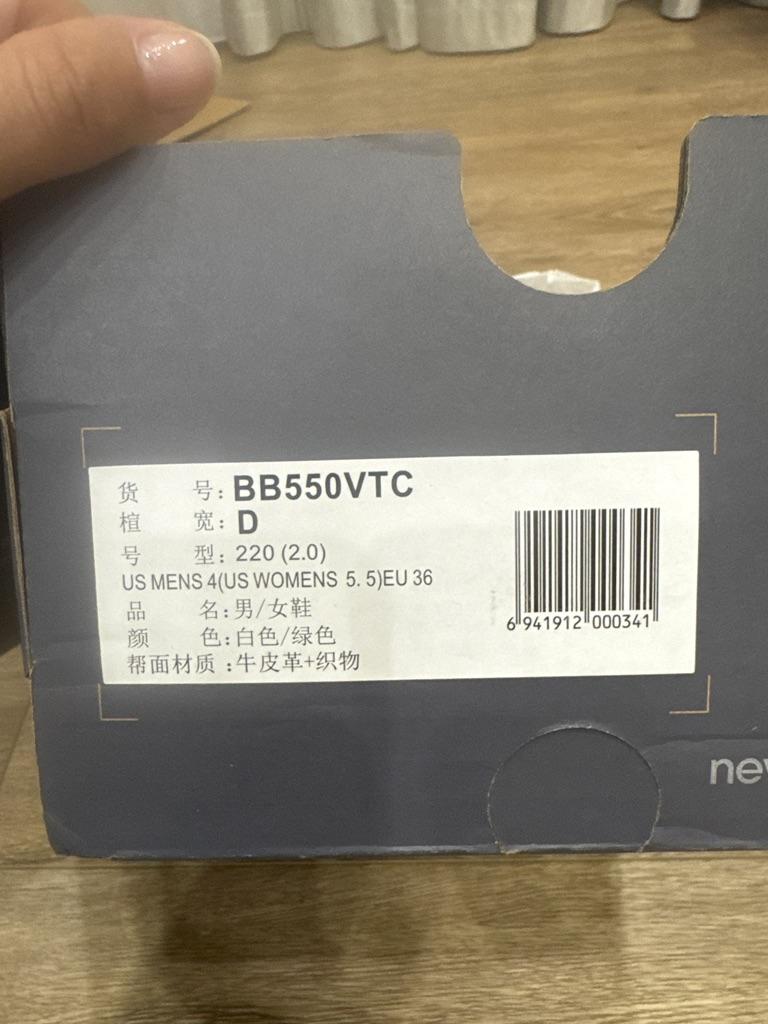 货 号: BB550VTC
楦 宽: D
号 型: 220 (2.0)
US MENS 4(US WOMENS 5.5)EU 36
品 名: 男/女鞋
颜 色: 白色/绿色
帮面材质 : 牛皮革+织物
6 941912 000341
new